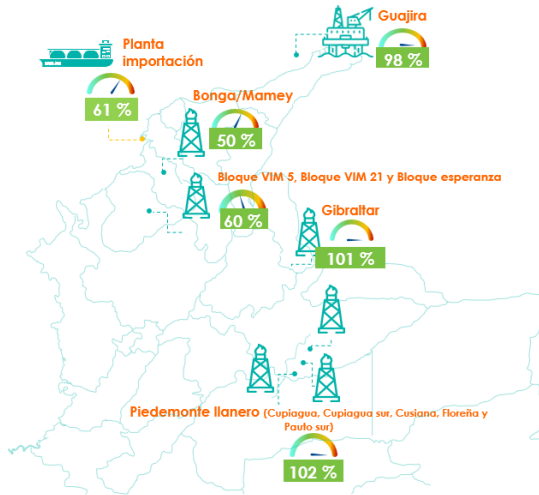 Guajira
98 %
Planta
importación
61 %
Bonga/Mamey
50 %
Bloque VIM 5, Bloque VIM 21 y Bloque esperanza
60 %
Gibraltar
101 %
Piedemonte llanero (Cupiagua, Cupiagua sur, Cusiana, Floreña y
Pauto sur)
102 %